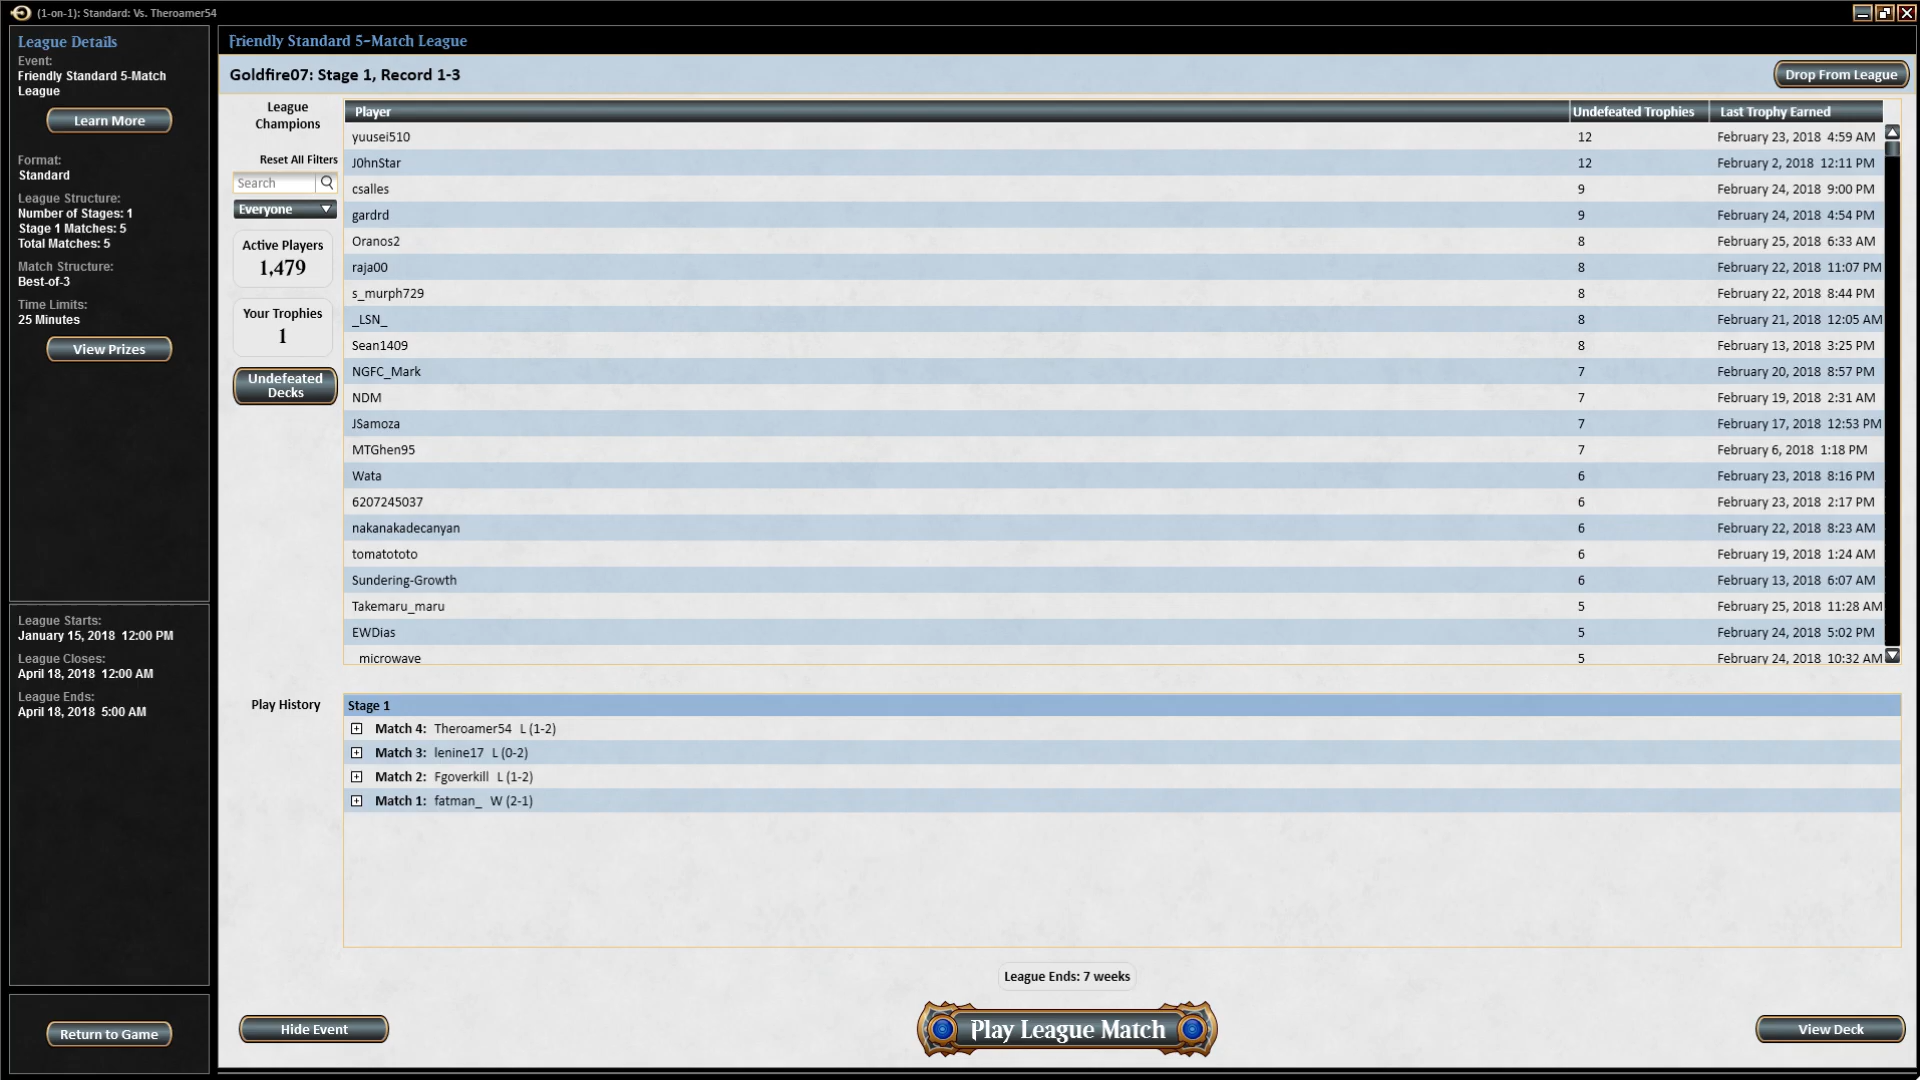 (1-on-1): Standard: Vs. Theroamer54
League Details
Event:
Friendly Standard 5-Match
League
Learn More
Format:
Standard
League Structure:
Number of Stages: 1
Stage 1 Matches: 5
Total Matches: 5
Match Structure:
Best-of-3
Time Limits:
25 Minutes
View Prizes
League Starts:
January 15, 2018 12:00 PM
League Closes:
April 18, 2018 12:00 AM
League Ends:
April 18, 2018 5:00 AM
Return to Game
Friendly Standard 5-Match League
Goldfire07: Stage 1, Record 1-3
Drop From League
League
Champions
Reset All Filters
Search
Everyone
Active Players
1,479
Your Trophies
1
Undefeated
Decks
Player Undefeated Trophies Last Trophy Earned
yuusei510 12 February 23, 2018 4:59 AM
J0hnStar 12 February 2, 2018 12:11 PM
csalles 9 February 24, 2018 9:00 PM
gardrd 9 February 24, 2018 4:54 PM
Oranos2 8 February 25, 2018 6:33 AM
raja00 8 February 22, 2018 11:07 PM
s_murph729 8 February 22, 2018 8:44 PM
_LSN_ 8 February 21, 2018 12:05 AM
Sean1409 8 February 13, 2018 3:25 PM
NGFC_Mark 7 February 20, 2018 8:57 PM
NDM 7 February 19, 2018 2:31 AM
JSamoza 7 February 17, 2018 12:53 PM
MTGhen95 7 February 6, 2018 1:18 PM
Wata 6 February 23, 2018 8:16 PM
6207245037 6 February 23, 2018 2:17 PM
nakanakadecanyan 6 February 22, 2018 8:23 AM
tomatototo 6 February 19, 2018 1:24 AM
Sundering-Growth 6 February 13, 2018 6:07 AM
Takemaru_maru 5 February 25, 2018 11:28 AM
EWDias 5 February 24, 2018 5:02 PM
_microwave 5 February 24, 2018 10:32 AM
Play History
Stage 1
Match 4: Theroamer54 L (1-2)
Match 3: lenine17 L (0-2)
Match 2: Fgoverkill L (1-2)
Match 1: fatman_ W (2-1)
League Ends: 7 weeks
Hide Event
Play League Match
View Deck